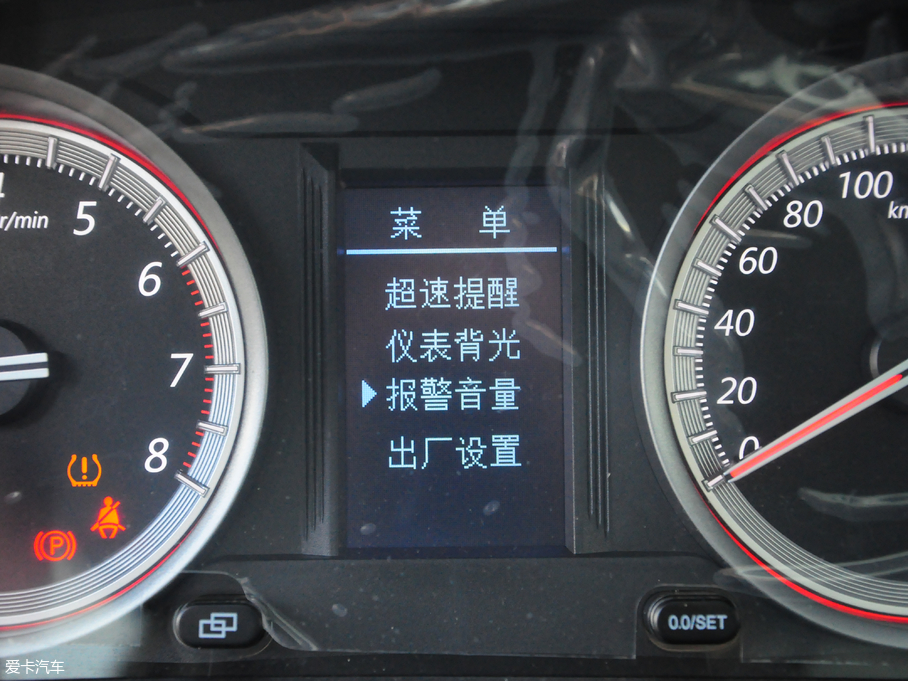 菜 单
超速提醒
仪表背光
报警音量
出厂设置
r/min
5
6
7
8
100
80
60
40
20
0
km
P
0.0/SET
爱卡汽车